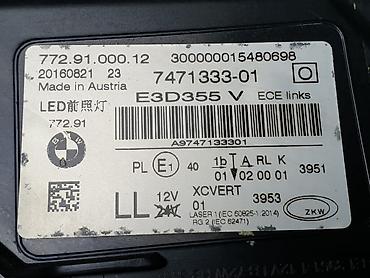 772.91.000.12 300000015480698
20160821 23 7471333-01
Made in Austria
LED前照灯 E3D355 V ECE links
772.91
BMW
A9747133301
PL E1 40 1b A RL K 3951
01 02 00 01
LL 12V XCVERT 3953
24V 01
LASER 1 (IEC 60825-1:2014)
RG 2 (IEC 62471)
ZKW